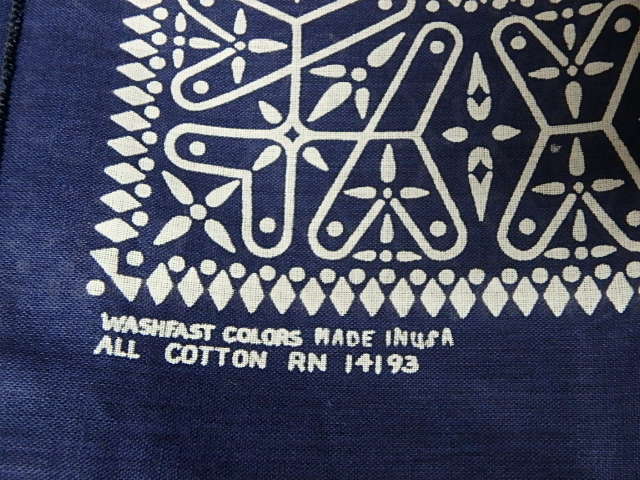 WASHFAST COLORS MADE IN USA
ALL COTTON RN 14193